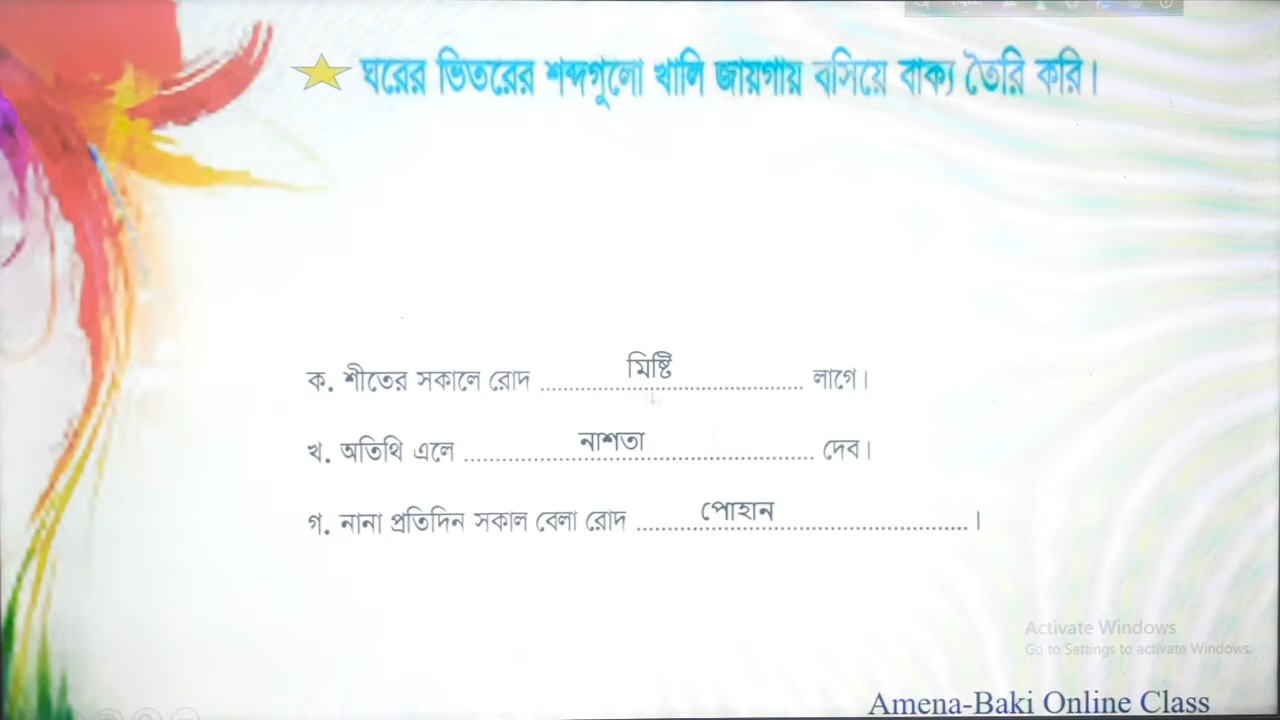 ঘরের ভিতরের শব্দগুলো খালি জায়গায় বসিয়ে বাক্য তৈরি করি।
ক. শীতের সকালে রোদ .......... মিষ্টি .......... লাগে।
খ. অতিথি এলে .......... নাশতা .......... দেব।
গ. নানা প্রতিদিন সকাল বেলা রোদ .......... পোহান ..........।
Activate Windows
Go to Settings to activate Windows.
Amena-Baki Online Class